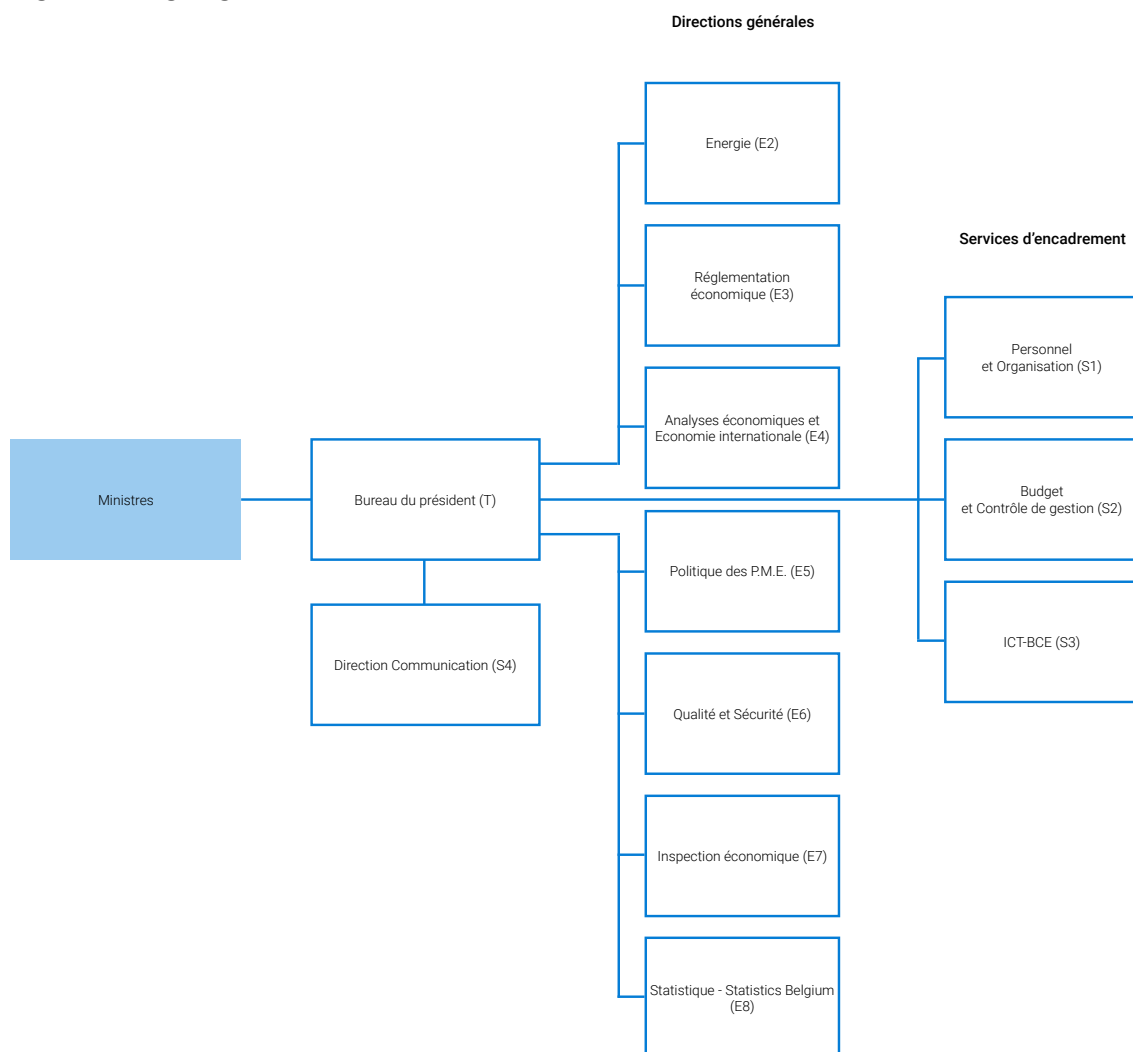 Directions générales
Energie (E2)
Réglementation
économique (E3)
Analyses économiques et
Economie internationale (E4)
Politique des P.M.E. (E5)
Qualité et Sécurité (E6)
Inspection économique (E7)
Statistique - Statistics Belgium
(E8)
Services d’encadrement
Personnel
et Organisation (S1)
Budget
et Contrôle de gestion (S2)
ICT-BCE (S3)
Ministres
Bureau du président (T)
Direction Communication (S4)